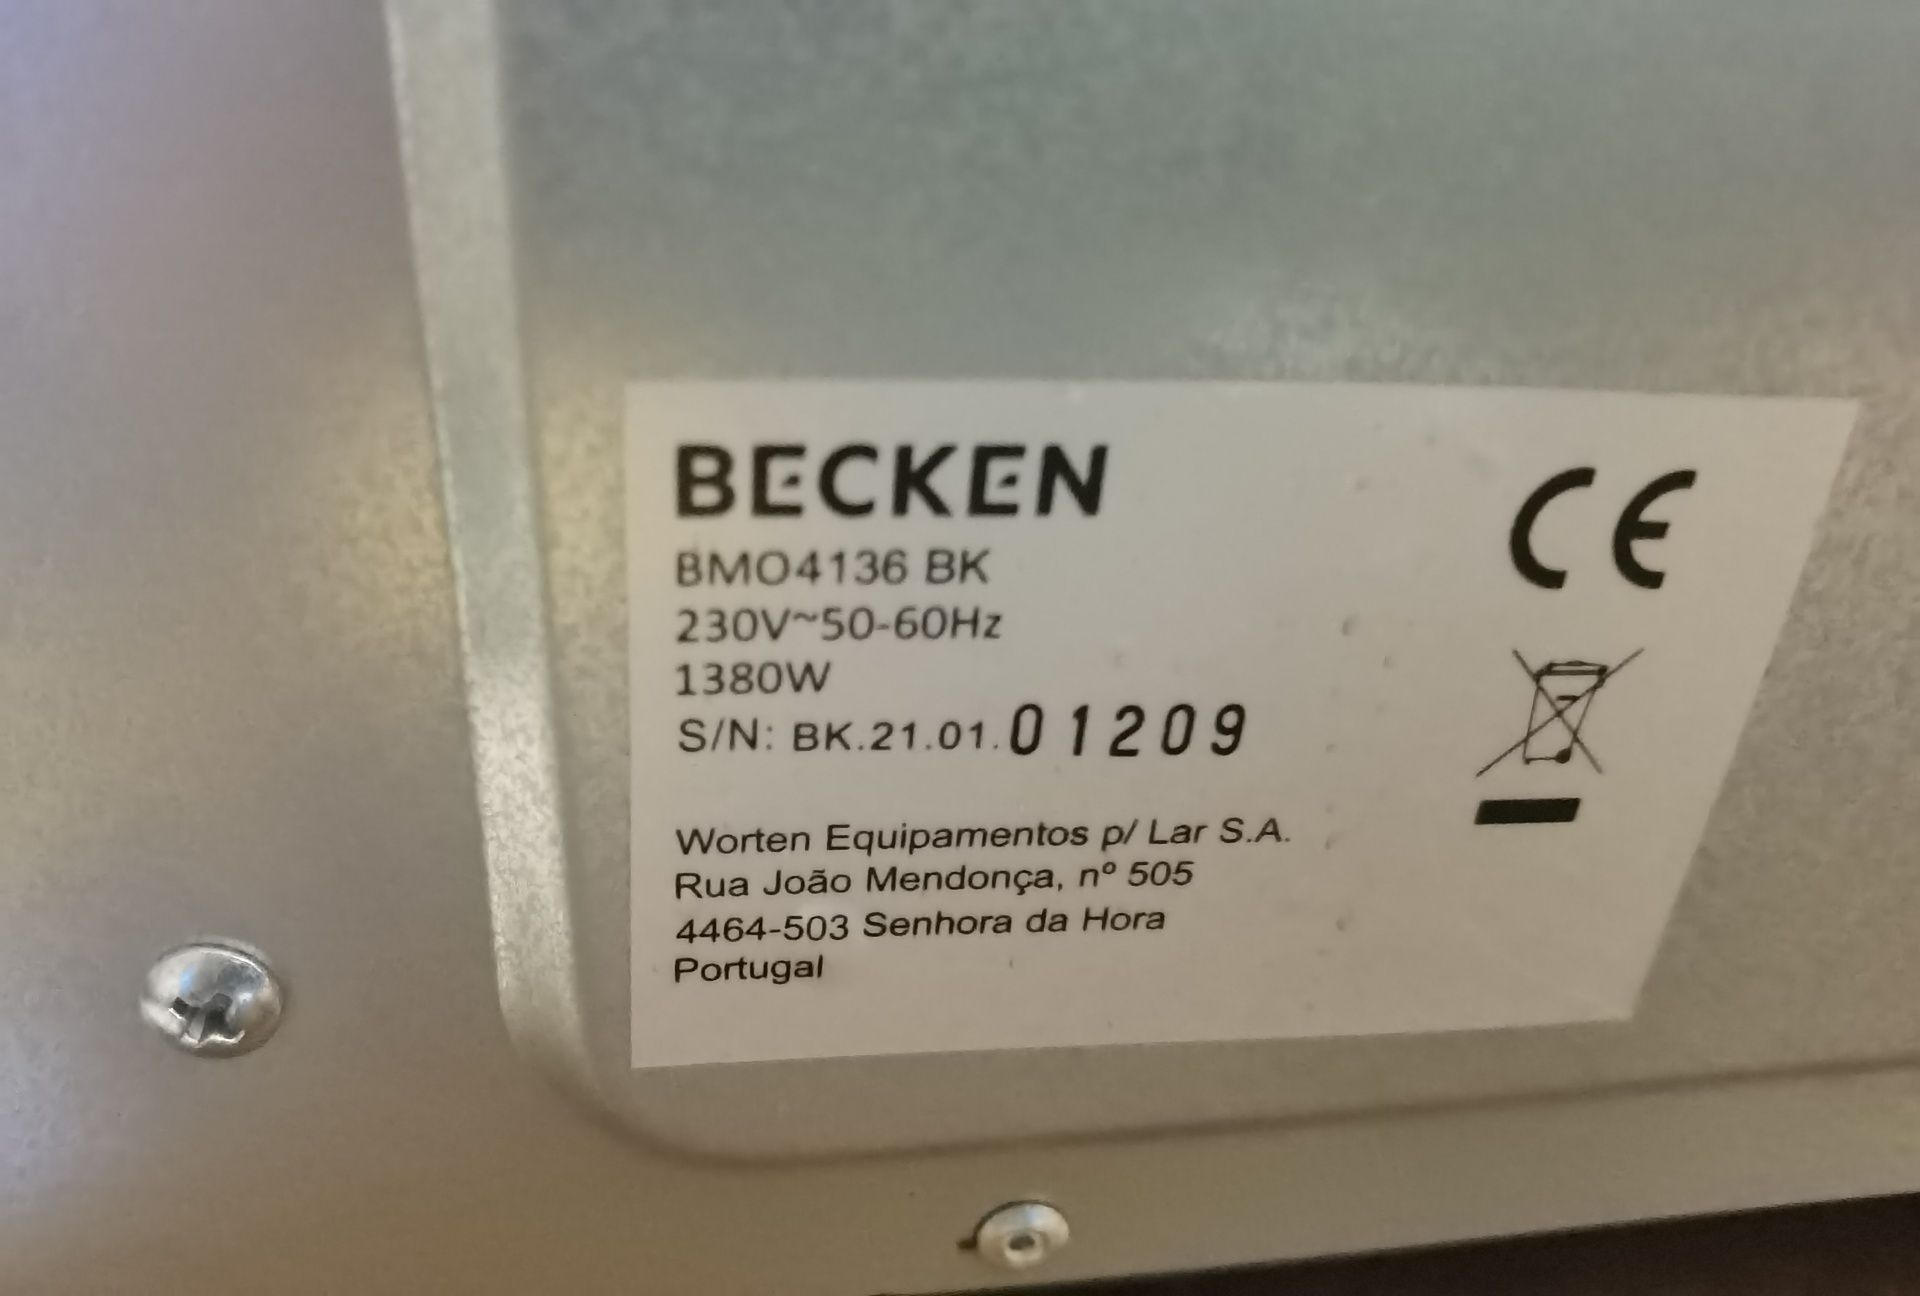 BECKEN
BMO4136 BK
230V~50-60Hz
1380W
S/N: BK.21.01.01209
Worten Equipamentos p/ Lar S.A.
Rua João Mendonça, nº 505
4464-503 Senhora da Hora
Portugal
CE